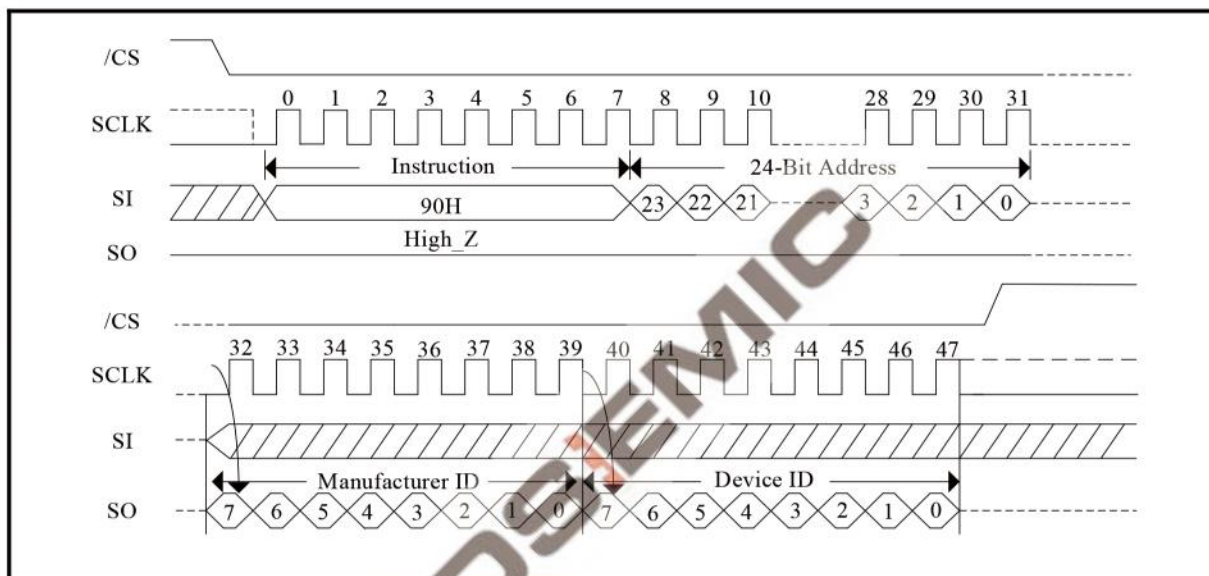 /CS
0 1 2 3 4 5 6 7 8 9 10 28 29 30 31
SCLK
Instruction 24-Bit Address
SI 90H 23 22 21 3 2 1 0
High_Z
SO
/CS
32 33 34 35 36 37 38 39 40 41 42 43 44 45 46 47
SCLK
SI
Manufacturer ID Device ID
SO 7 6 5 4 3 2 1 0 7 6 5 4 3 2 1 0